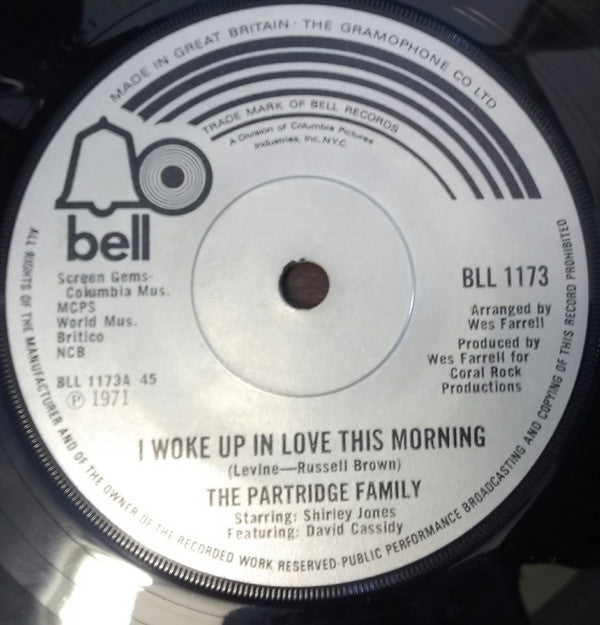 MADE IN GREAT BRITAIN · THE GRAMOPHONE CO LTD
TRADE MARK OF BELL RECORDS
A Division of Columbia Pictures
Industries, Inc, N.Y.C.
bell
Screen Gems-
Columbia Mus.
MCPS
World Mus.
Britico
NCB
BLL 1173A 45
Ⓟ 1971
BLL 1173
Arranged by
Wes Farrell
Produced by
Wes Farrell for
Coral Rock
Productions
I WOKE UP IN LOVE THIS MORNING
(Levine—Russell Brown)
THE PARTRIDGE FAMILY
Starring: Shirley Jones
Featuring: David Cassidy
ALL RIGHTS OF THE MANUFACTURER AND OF THE OWNER OF THE RECORDED WORK RESERVED·PUBLIC PERFORMANCE BROADCASTING AND COPYING OF THIS RECORD PROHIBITED